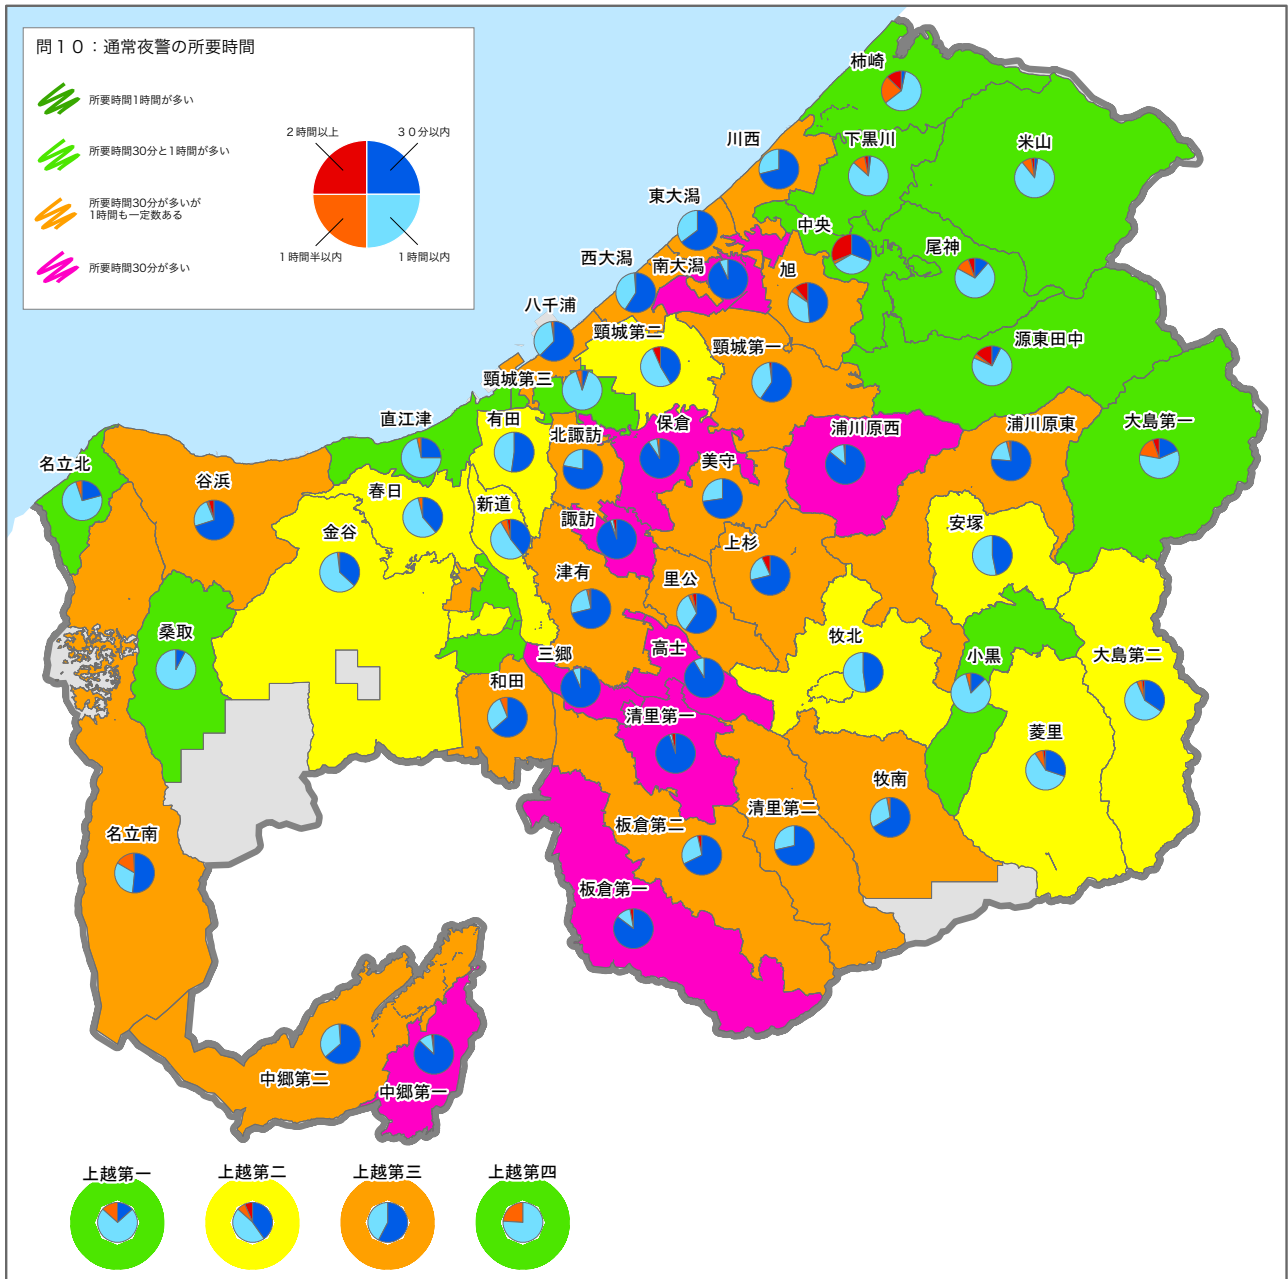 問１０：通常夜警の所要時間
所要時間1時間が多い
所要時間30分と1時間が多い
所要時間30分が多いが
1時間も一定数ある
所要時間30分が多い
２時間以上
３０分以内
１時間半以内
１時間以内
柿崎
川西
下黒川
米山
東大潟
中央
尾神
西大潟
南大潟
旭
八千浦
頸城第二
頸城第一
源東田中
頸城第三
直江津
有田
北諏訪
保倉
浦川原西
浦川原東
大島第一
名立北
谷浜
春日
新道
美守
金谷
諏訪
上杉
安塚
津有
里公
桑取
三郷
高士
牧北
小黒
大島第二
和田
清里第一
菱里
牧南
名立南
板倉第二
清里第二
板倉第一
中郷第二
中郷第一
上越第一
上越第二
上越第三
上越第四